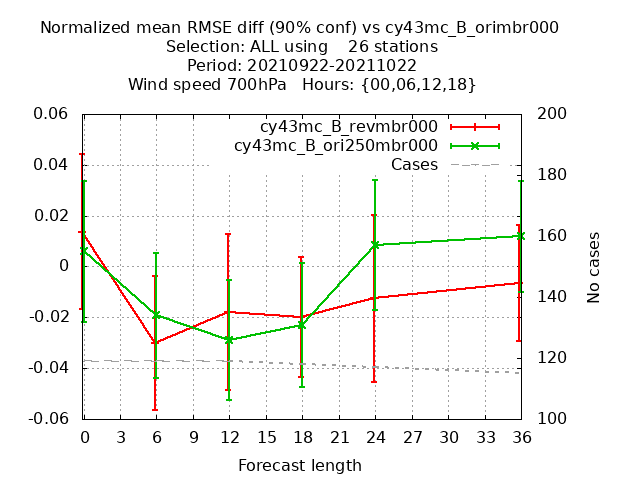 Normalized mean RMSE diff (90% conf) vs cy43mc_B_orimbr000
Selection: ALL using    26 stations
Period: 20210922-20211022
Wind speed 700hPa   Hours: {00,06,12,18}
0.06
0.04
0.02
0
-0.02
-0.04
-0.06
200
180
160
140
120
100
cy43mc_B_revmbr000
cy43mc_B_ori250mbr000
Cases
No cases
0 3 6 9 12 15 18 21 24 27 30 33 36
Forecast length